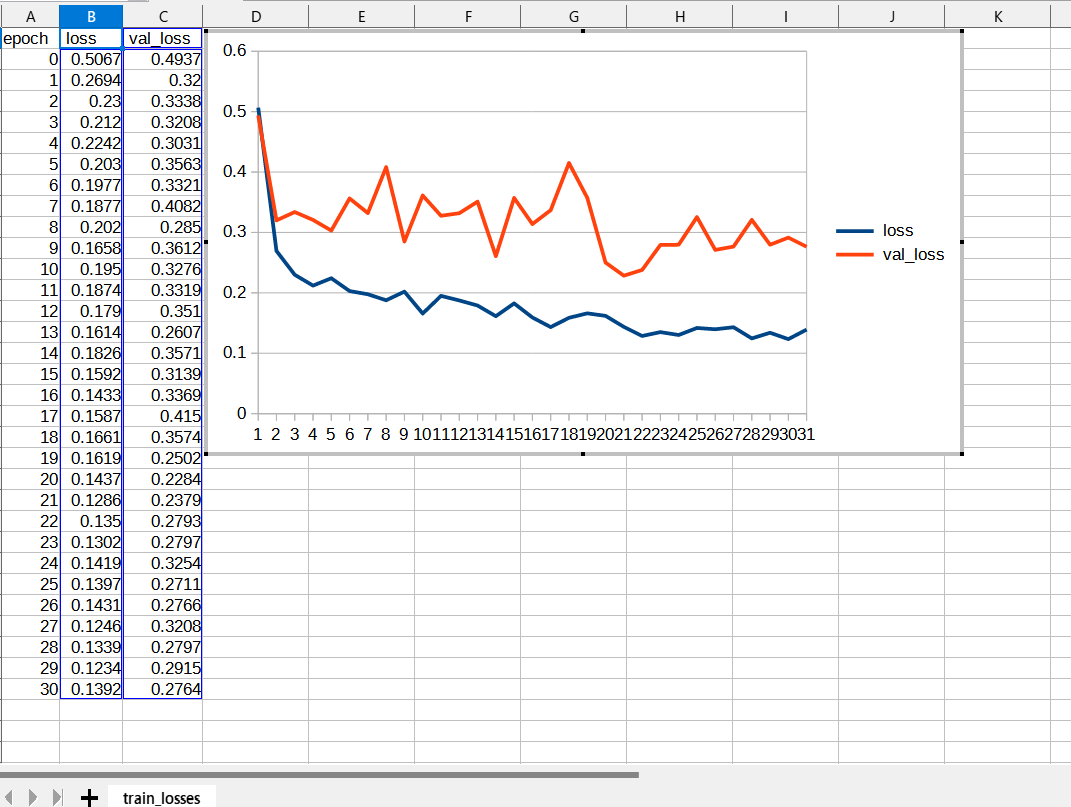 A B C D E F G H I J K
epoch loss val_loss
0 0.5067 0.4937
1 0.2694 0.32
2 0.23 0.3338
3 0.212 0.3208
4 0.2242 0.3031
5 0.203 0.3563
6 0.1977 0.3321
7 0.1877 0.4082
8 0.202 0.285
9 0.1658 0.3612
10 0.195 0.3276
11 0.1874 0.3319
12 0.179 0.351
13 0.1614 0.2607
14 0.1826 0.3571
15 0.1592 0.3139
16 0.1433 0.3369
17 0.1587 0.415
18 0.1661 0.3574
19 0.1619 0.2502
20 0.1437 0.2284
21 0.1286 0.2379
22 0.135 0.2793
23 0.1302 0.2797
24 0.1419 0.3254
25 0.1397 0.2711
26 0.1431 0.2766
27 0.1246 0.3208
28 0.1339 0.2797
29 0.1234 0.2915
30 0.1392 0.2764
0.6
0.5
0.4
0.3
0.2
0.1
0
1 2 3 4 5 6 7 8 9 10 11 12 13 14 15 16 17 18 19 20 21 22 23 24 25 26 27 28 29 30 31
loss
val_loss
train_losses